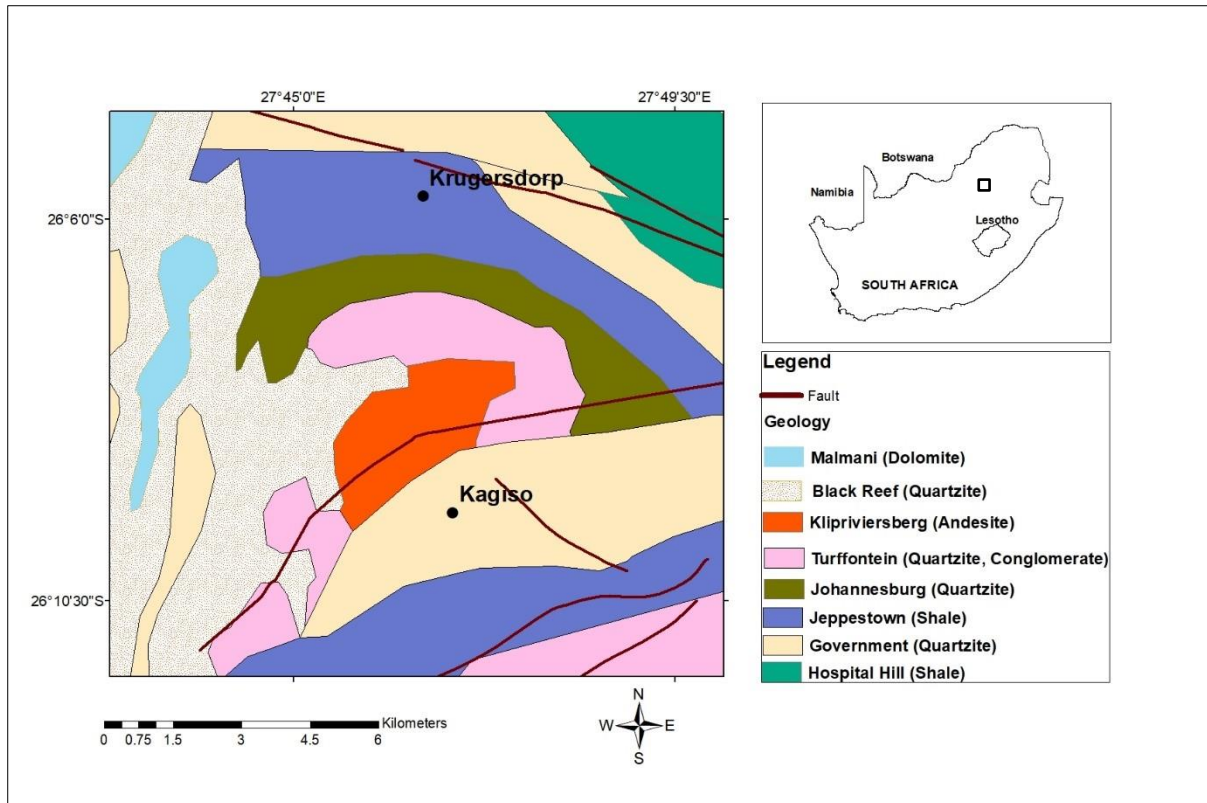 27°45'0"E
27°49'30"E
26°6'0"S
26°10'30"S
Krugersdorp
Kagiso
Kilometers
0 0.75 1.5 3 4.5 6
N
W E
S
Botswana
Namibia
Lesotho
SOUTH AFRICA
Legend
Fault
Geology
Malmani (Dolomite)
Black Reef (Quartzite)
Klipriviersberg (Andesite)
Turffontein (Quartzite, Conglomerate)
Johannesburg (Quartzite)
Jeppestown (Shale)
Government (Quartzite)
Hospital Hill (Shale)